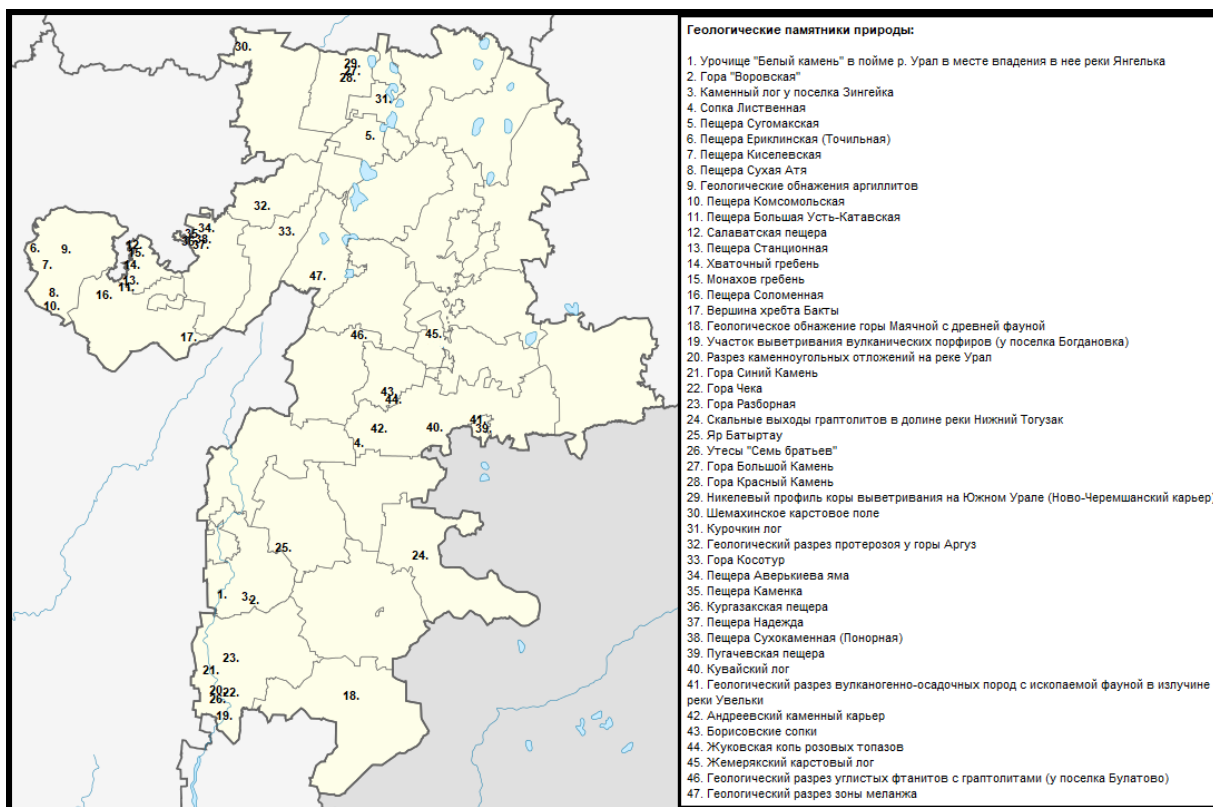 Геологические памятники природы:
1. Урочище "Белый камень" в пойме р. Урал в месте впадения в нее реки Янгелька
2. Гора "Воровская"
3. Каменный лог у поселка Зингейка
4. Сопка Лиственная
5. Пещера Сугомакская
6. Пещера Ериклинская (Точильная)
7. Пещера Киселевская
8. Пещера Сухая Атя
9. Геологические обнажения аргиллитов
10. Пещера Комсомольская
11. Пещера Большая Усть-Катавская
12. Салаватская пещера
13. Пещера Станционная
14. Хваточный гребень
15. Монахов гребень
16. Пещера Соломенная
17. Вершина хребта Бакты
18. Геологическое обнажение горы Маячной с древней фауной
19. Участок выветривания вулканических порфиров (у поселка Богдановка)
20. Разрез каменноугольных отложений на реке Урал
21. Гора Синий Камень
22. Гора Чека
23. Гора Разборная
24. Скальные выходы граптолитов в долине реки Нижний Тогузак
25. Яр Батыртау
26. Утесы "Семь братьев"
27. Гора Большой Камень
28. Гора Красный Камень
29. Никелевый профиль коры выветривания на Южном Урале (Ново-Черемшанский карьер)
30. Шемахинское карстовое поле
31. Курочкин лог
32. Геологический разрез протерозоя у горы Аргуз
33. Гора Косотур
34. Пещера Аверькиева яма
35. Пещера Каменка
36. Кургазакская пещера
37. Пещера Надежда
38. Пещера Сухокаменная (Понорная)
39. Пугачевская пещера
40. Кувайский лог
41. Геологический разрез вулканогенно-осадочных пород с ископаемой фауной в излучине
реки Увельки
42. Андреевский каменный карьер
43. Борисовские сопки
44. Жуковская копь розовых топазов
45. Жемерякский карстовый лог
46. Геологический разрез углистых фтанитов с граптолитами (у поселка Булатово)
47. Геологический разрез зоны меланжа
30.
29.
27.
28.
31.
5.
32.
34.
35.
36.
38.
37.
33.
6.
9.
12.
15.
7.
14.
47.
13.
11.
8.
16.
10.
17.
46.
45.
43.
44.
41.
42.
40.
39.
4.
25.
24.
1.
3.
2.
23.
21.
20.
22.
26.
18.
19.